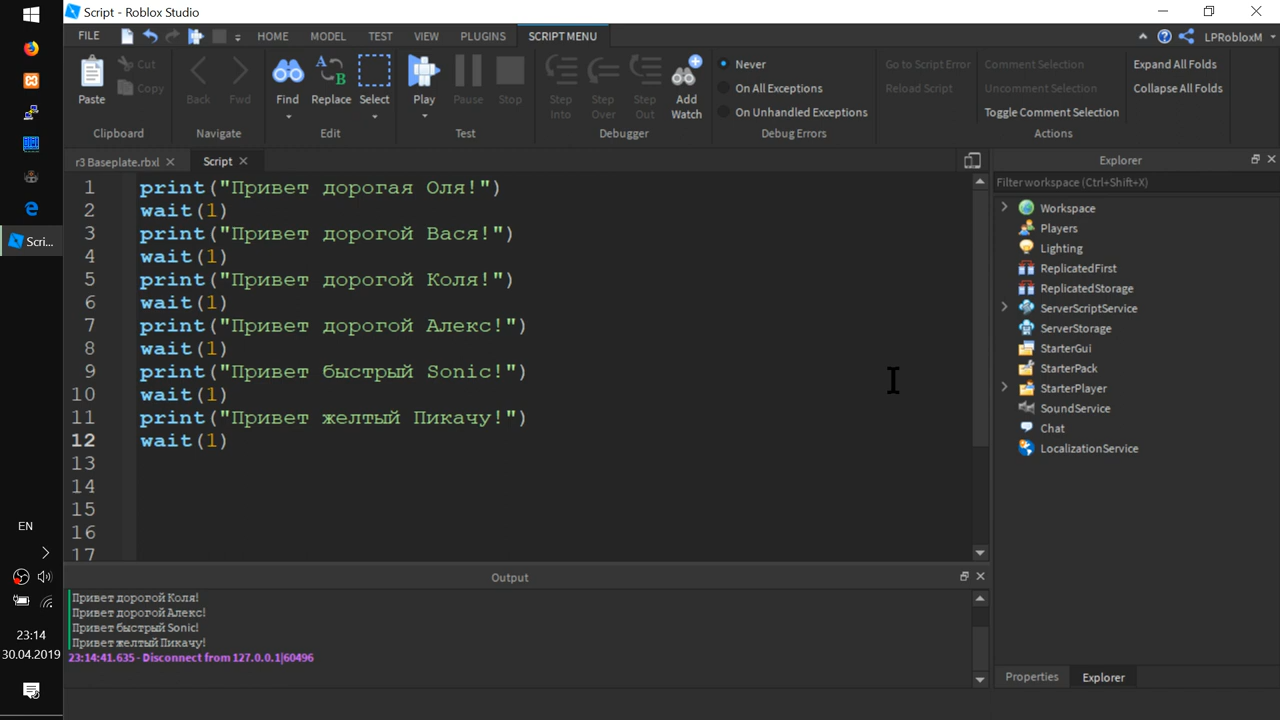 Script - Roblox Studio
FILE HOME MODEL TEST VIEW PLUGINS SCRIPT MENU LPRobloxM
Paste Cut Copy Clipboard
Back Fwd Navigate
Find Replace Select Edit
Play Pause Stop Test
Step Into Step Over Step Out Add Watch Debugger
Never
On All Exceptions
On Unhandled Exceptions
Debug Errors
Go to Script Error
Reload Script
Comment Selection
Uncomment Selection
Toggle Comment Selection
Actions
Expand All Folds
Collapse All Folds
r3 Baseplate.rbxl Script
1 print("Привет дорогая Оля!")
2 wait(1)
3 print("Привет дорогой Вася!")
4 wait(1)
5 print("Привет дорогой Коля!")
6 wait(1)
7 print("Привет дорогой Алекс!")
8 wait(1)
9 print("Привет быстрый Sonic!")
10 wait(1)
11 print("Привет желтый Пикачу!")
12 wait(1)
13
14
15
16
17
Explorer
Filter workspace (Ctrl+Shift+X)
Workspace
Players
Lighting
ReplicatedFirst
ReplicatedStorage
ServerScriptService
ServerStorage
StarterGui
StarterPack
StarterPlayer
SoundService
Chat
LocalizationService
Properties Explorer
Output
Привет дорогой Коля!
Привет дорогой Алекс!
Привет быстрый Sonic!
Привет желтый Пикачу!
23:14:41.635 - Disconnect from 127.0.0.1|60496
Scri...
EN
23:14
30.04.2019